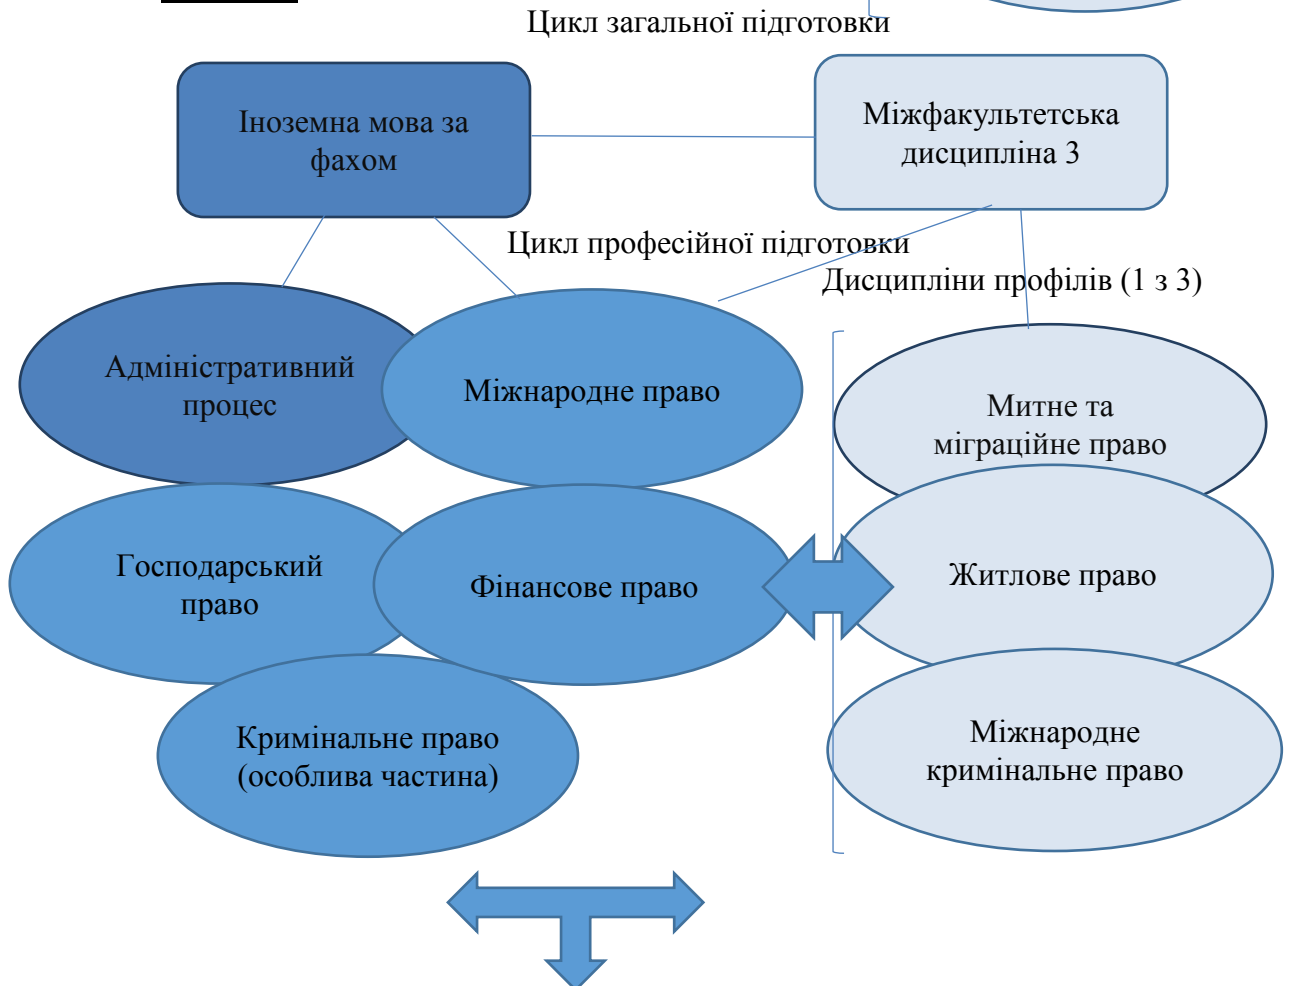 Цикл загальної підготовки
Іноземна мова за
фахом
Міжфакультетська
дисципліна 3
Цикл професійної підготовки
Дисципліни профілів (1 з 3)
Адміністративний
процес
Міжнародне право
Митне та
міграційне право
Господарський
право
Фінансове право
Житлове право
Кримінальне право
(особлива частина)
Міжнародне
кримінальне право